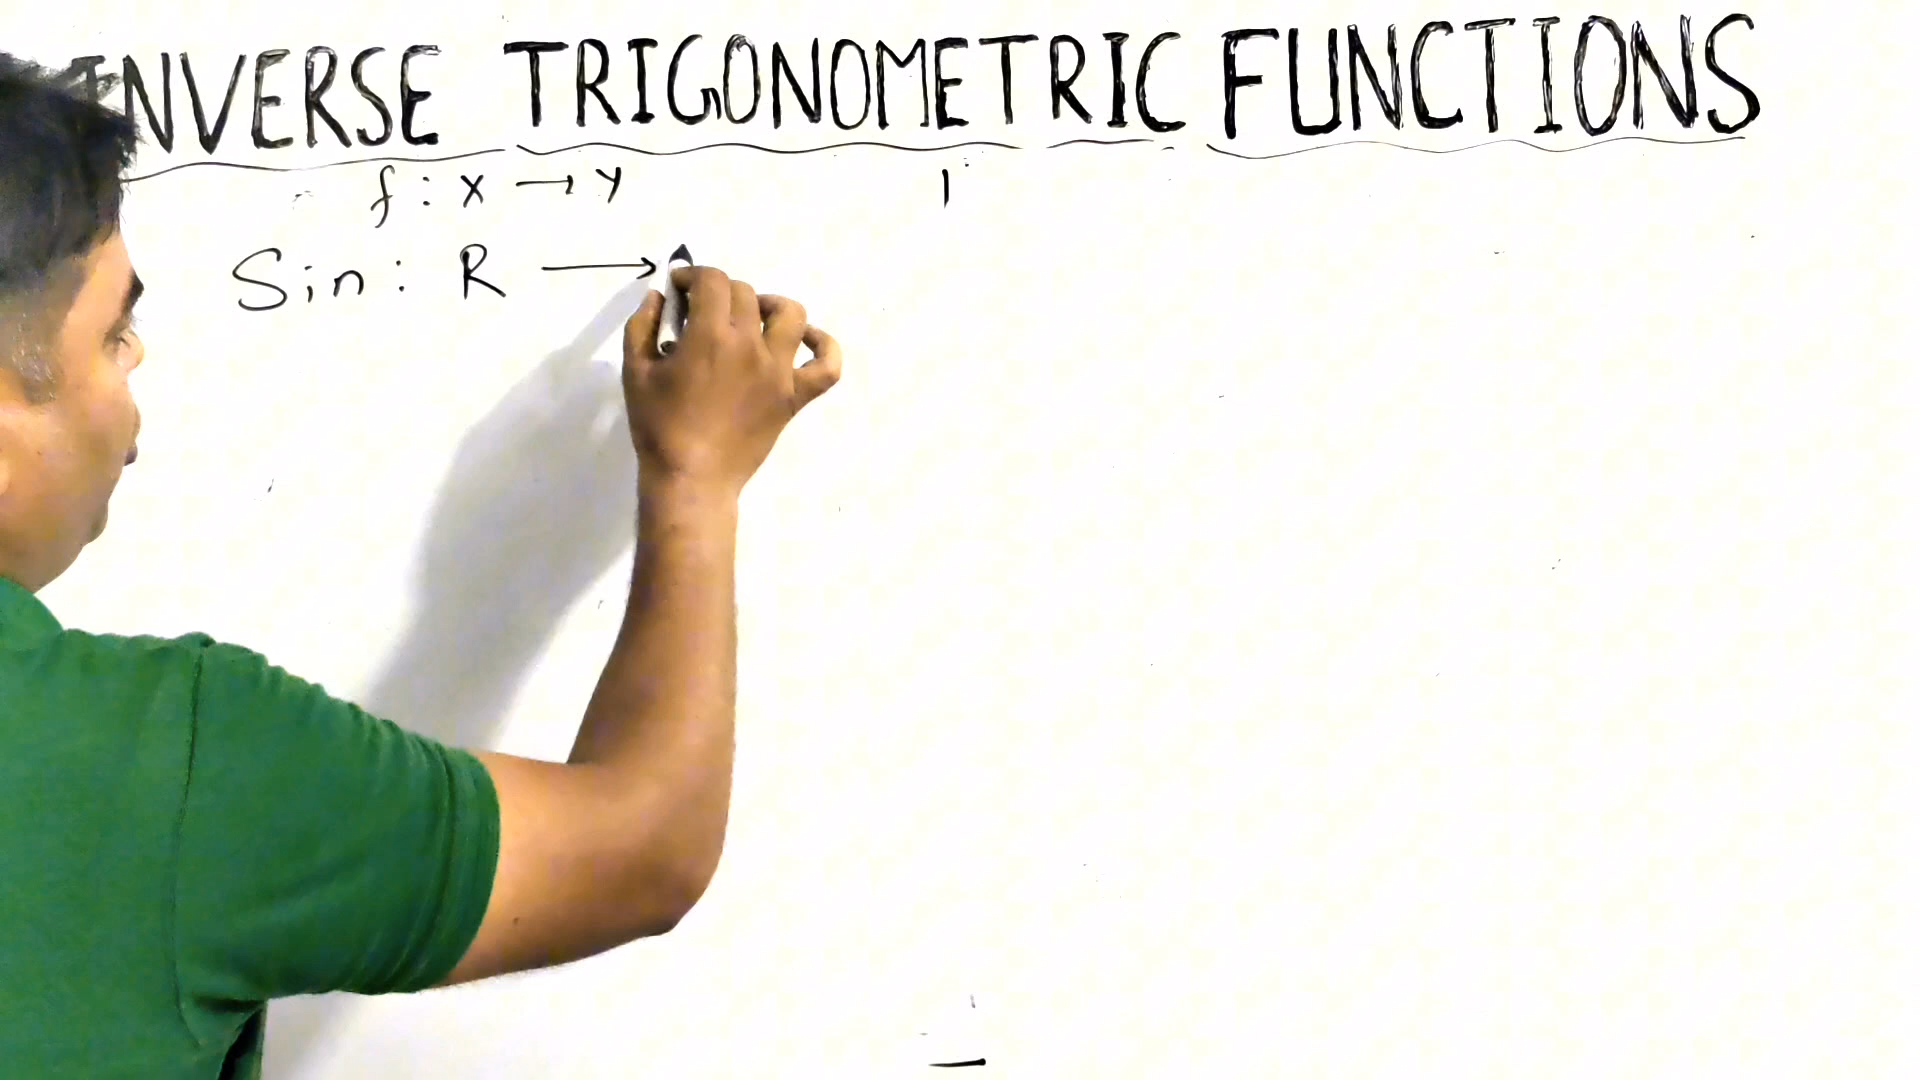 INVERSE TRIGONOMETRIC FUNCTIONS
f : X → Y
Sin : R →